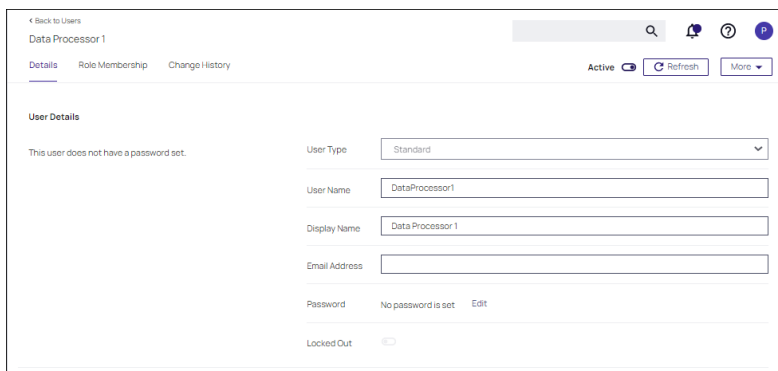 Back to Users
Data Processor 1
P
Details Role Membership Change History Active Refresh More
User Details
This user does not have a password set.
User Type Standard
User Name DataProcessor1
Display Name Data Processor 1
Email Address
Password No password is set Edit
Locked Out